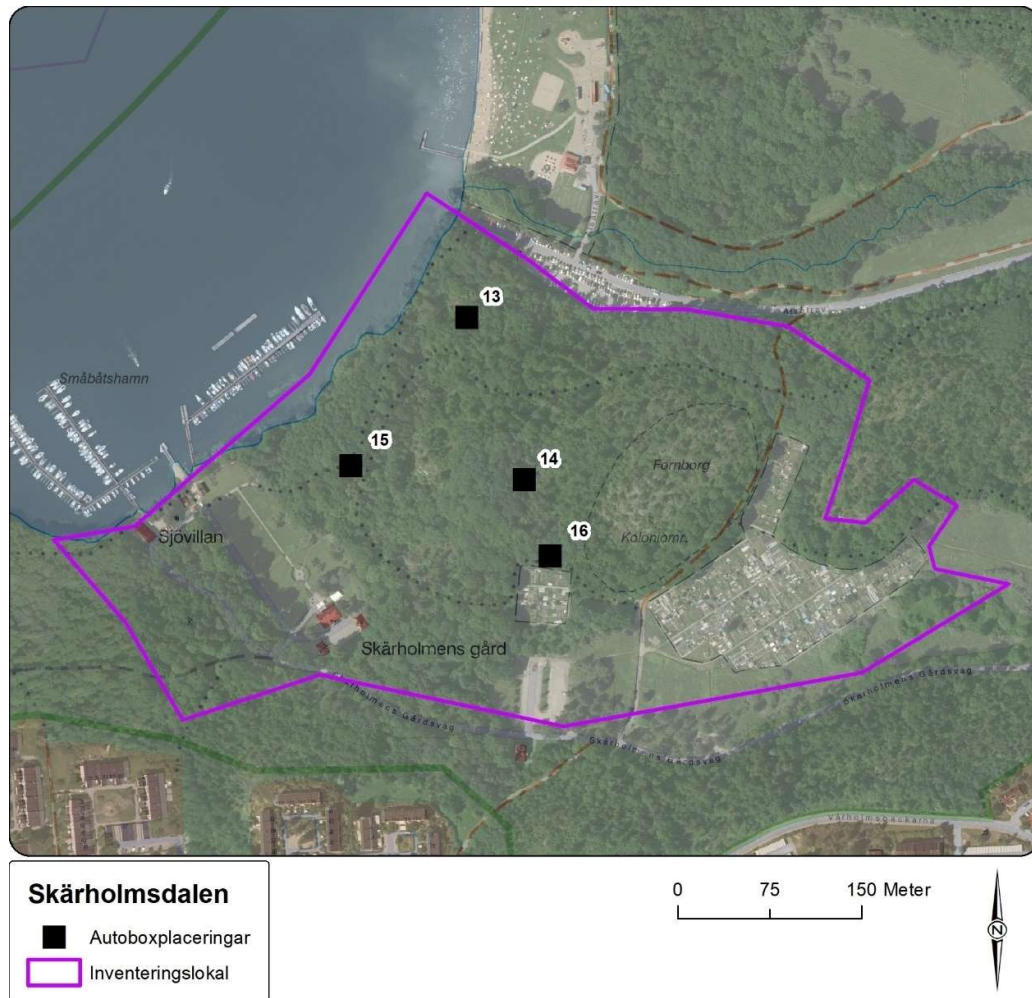 13
Småbåtshamn
15
14
Fornborg
16
Koloniomr.
Sjövillan
Skärholmens gård
Skärholmens Gårdsväg
Skärholmens Gårdsväg
Skärholmens Gårdsväg
Vårholmsbackarna
Skärholmsdalen
Autoboxplaceringar
Inventeringslokal
0 75 150 Meter
N